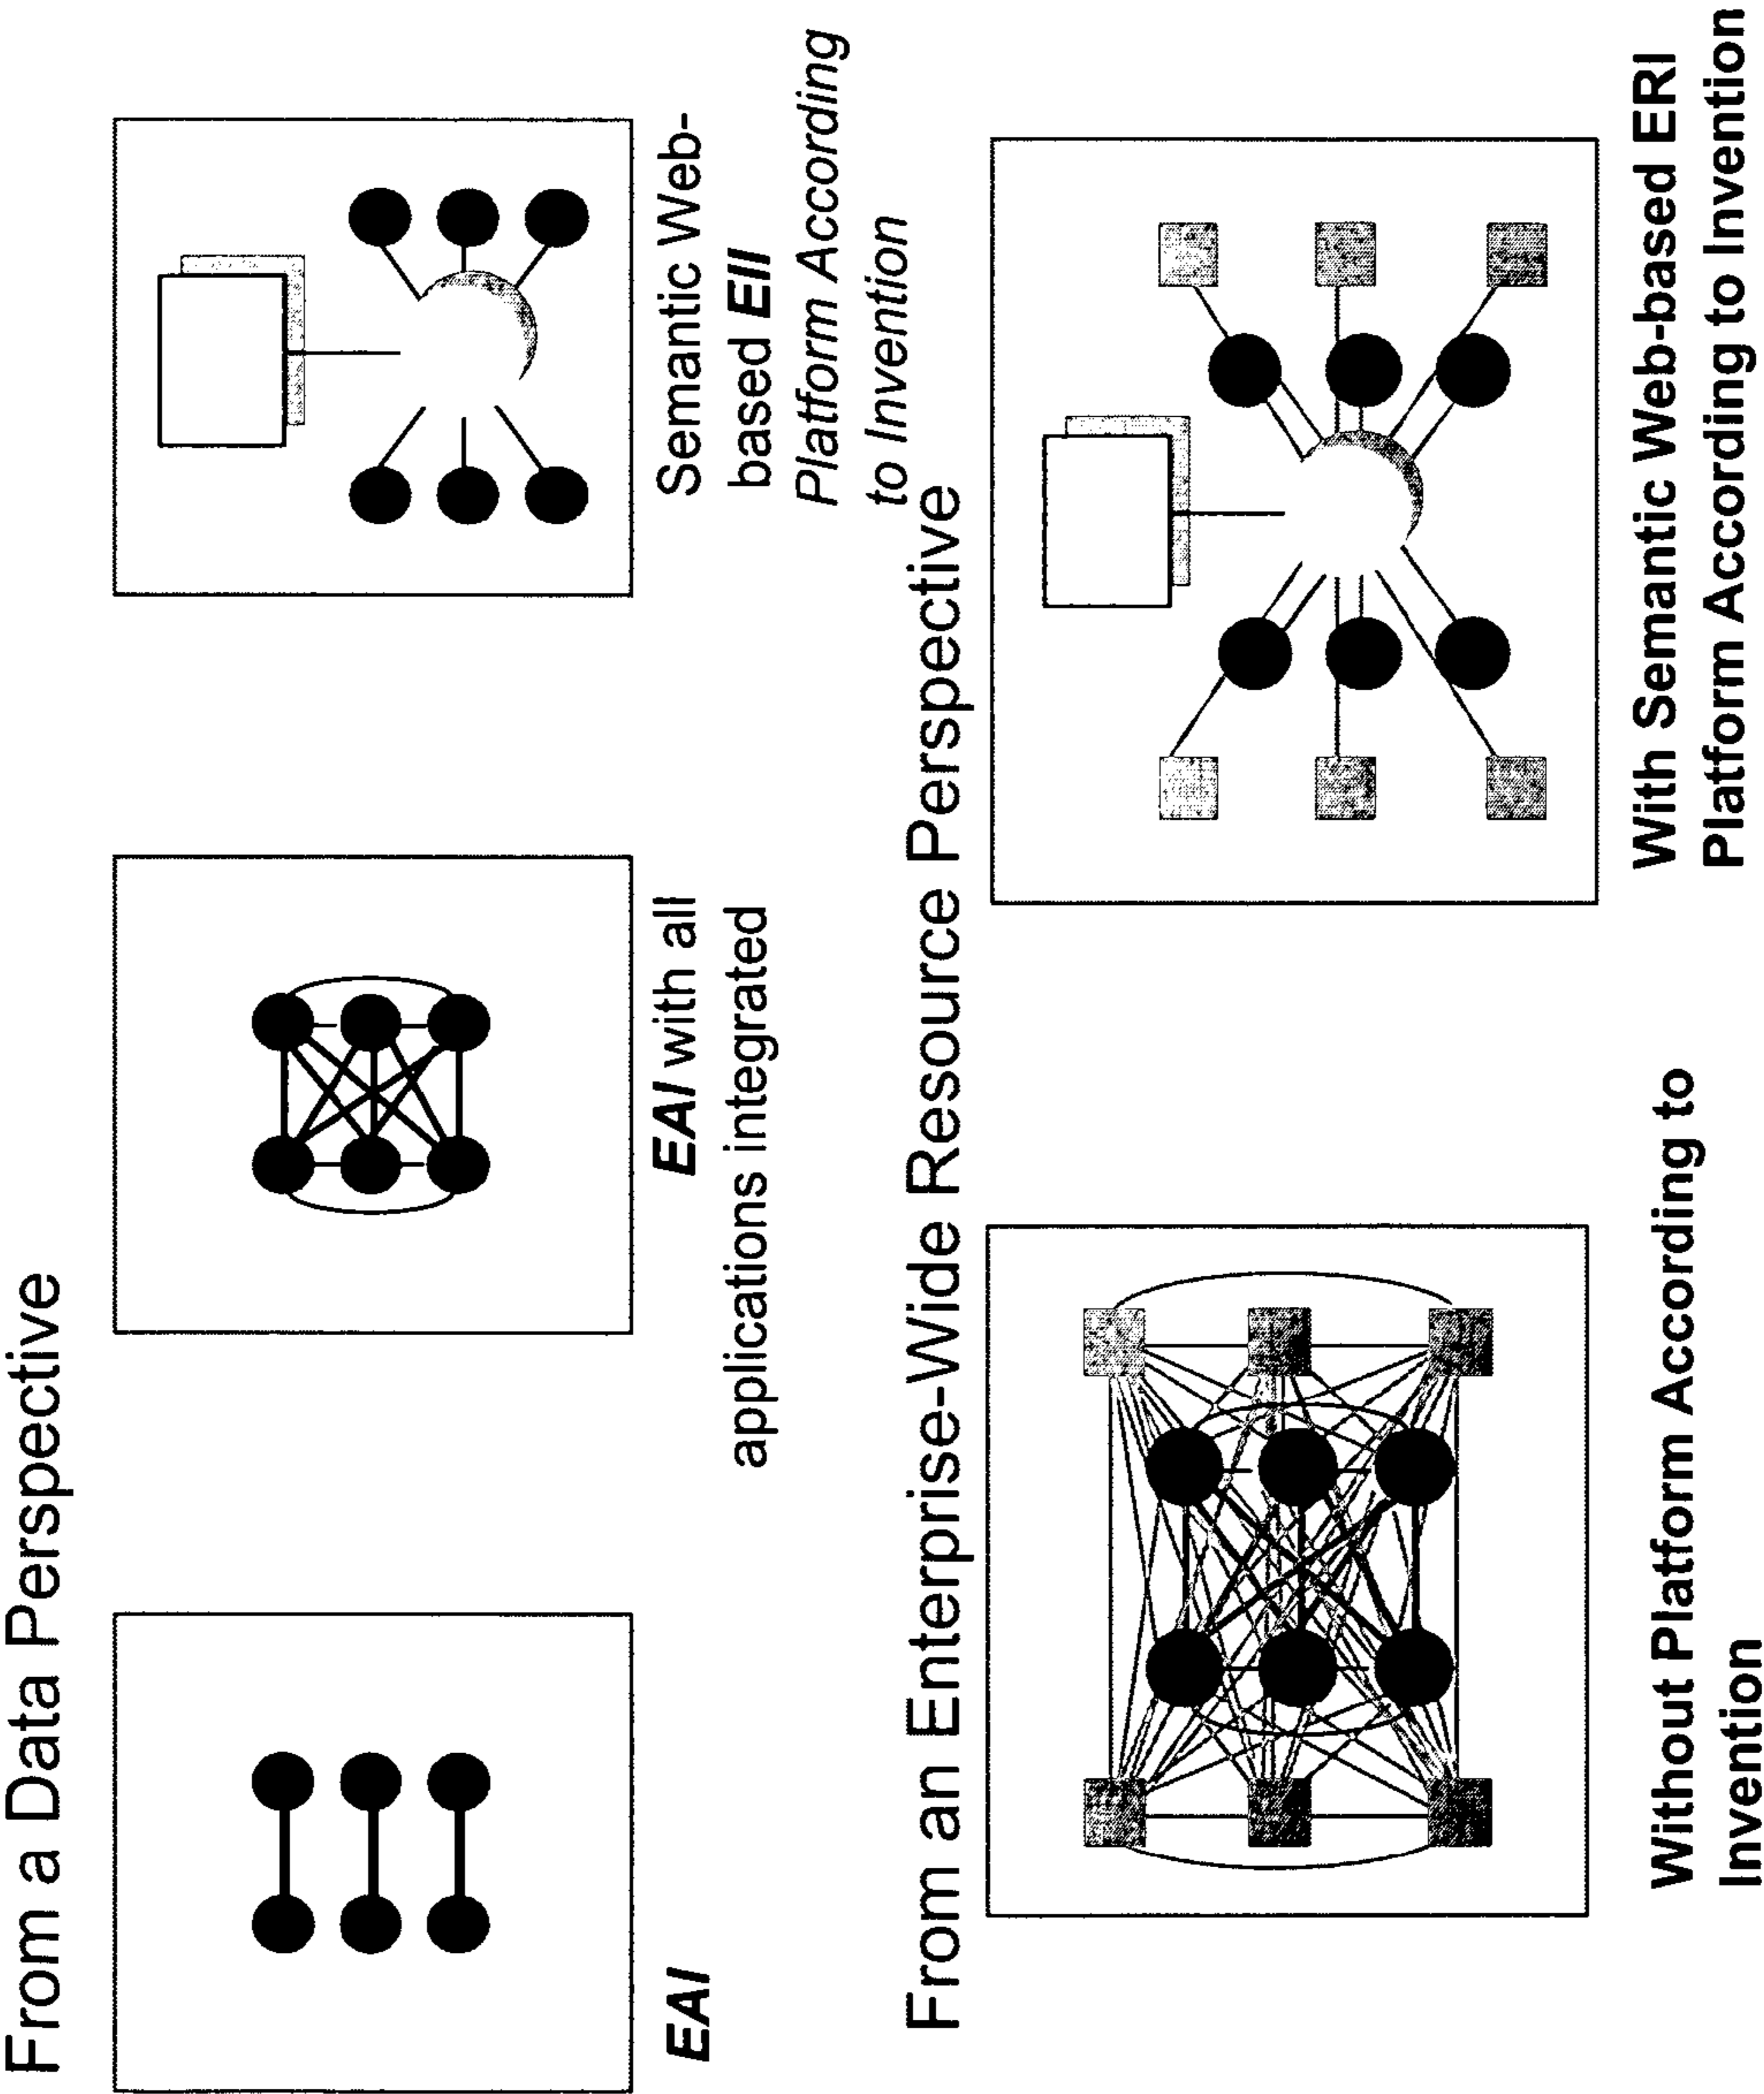 From a Data Perspective
EAI
EAI with all
applications integrated
Semantic Web-
based EII
Platform According
to Invention
From an Enterprise-Wide Resource Perspective
Without Platform According to
Invention
With Semantic Web-based ERI
Platform According to Invention